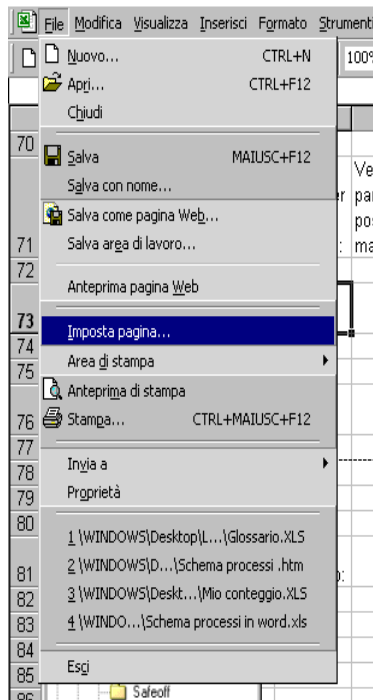 File Modifica Visualizza Inserisci Formato Strumenti
Nuovo... CTRL+N
100%
Apri... CTRL+F12
Chiudi
70
Salva MAIUSC+F12
Salva con nome...
Salva come pagina Web...
Salva area di lavoro...
71
72
Anteprima pagina Web
73
Imposta pagina...
74
Area di stampa
75
Anteprima di stampa
76
Stampa... CTRL+MAIUSC+F12
77
Invia a
78
79
Proprietà
80
1 \WINDOWS\Desktop\L...\Glossario.XLS
2 \WINDOWS\D...\Schema processi .htm
81
3 \WINDOWS\Deskt...\Mio conteggio.XLS
82
4 \WINDO...\Schema processi in word.xls
83
84
Esci
85
86
Safeoff